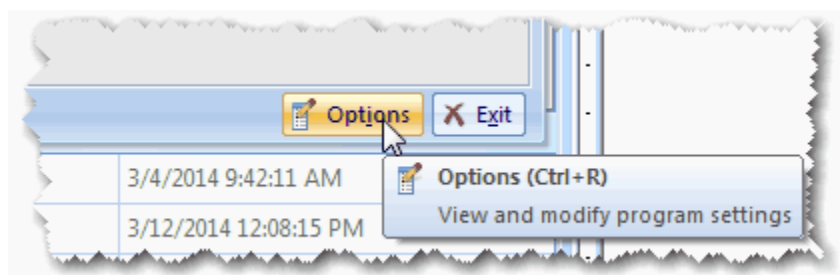 Options Exit
3/4/2014 9:42:11 AM
Options (Ctrl+R)
3/12/2014 12:08:15 PM
View and modify program settings